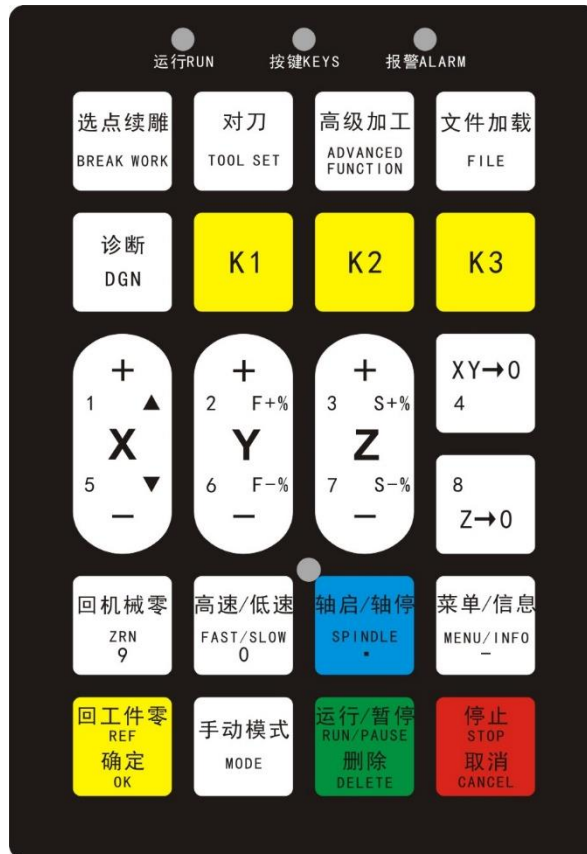 运行RUN 按键KEYS 报警ALARM
选点续雕
BREAK WORK
对刀
TOOL SET
高级加工
ADVANCED
FUNCTION
文件加载
FILE
诊断
DGN
K1
K2
K3
+
1 ▲
X
5 ▼
−
+
2 F+%
Y
6 F-%
−
+
3 S+%
Z
7 S-%
−
XY→0
4
8
Z→0
回机械零
ZRN
9
高速/低速
FAST/SLOW
0
轴启/轴停
SPINDLE
•
菜单/信息
MENU/INFO
−
回工件零
REF
确定
OK
手动模式
MODE
运行/暂停
RUN/PAUSE
删除
DELETE
停止
STOP
取消
CANCEL